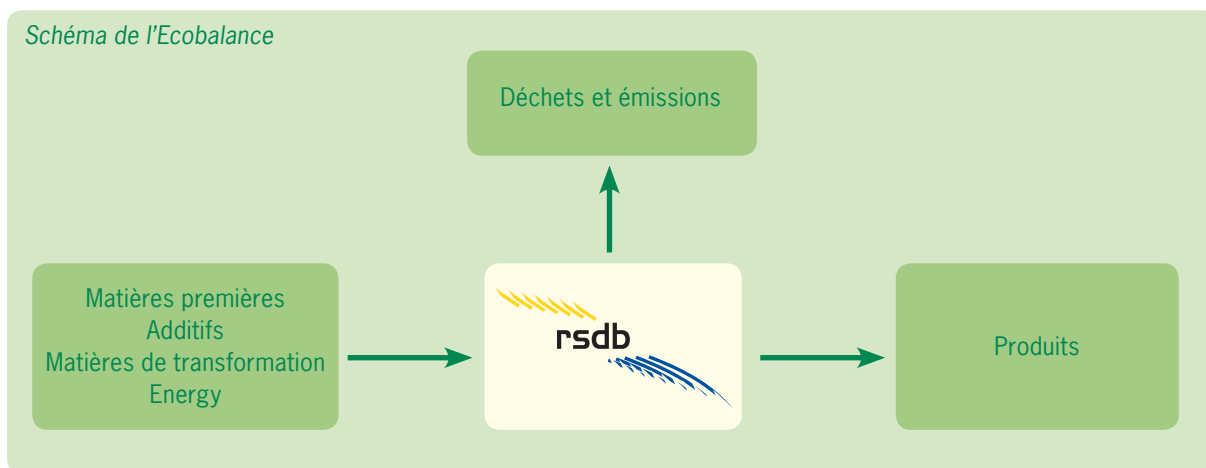 Schéma de l'Ecobalance
Déchets et émissions
Matières premières
Additifs
Matières de transformation
Energy
rsdb
Produits